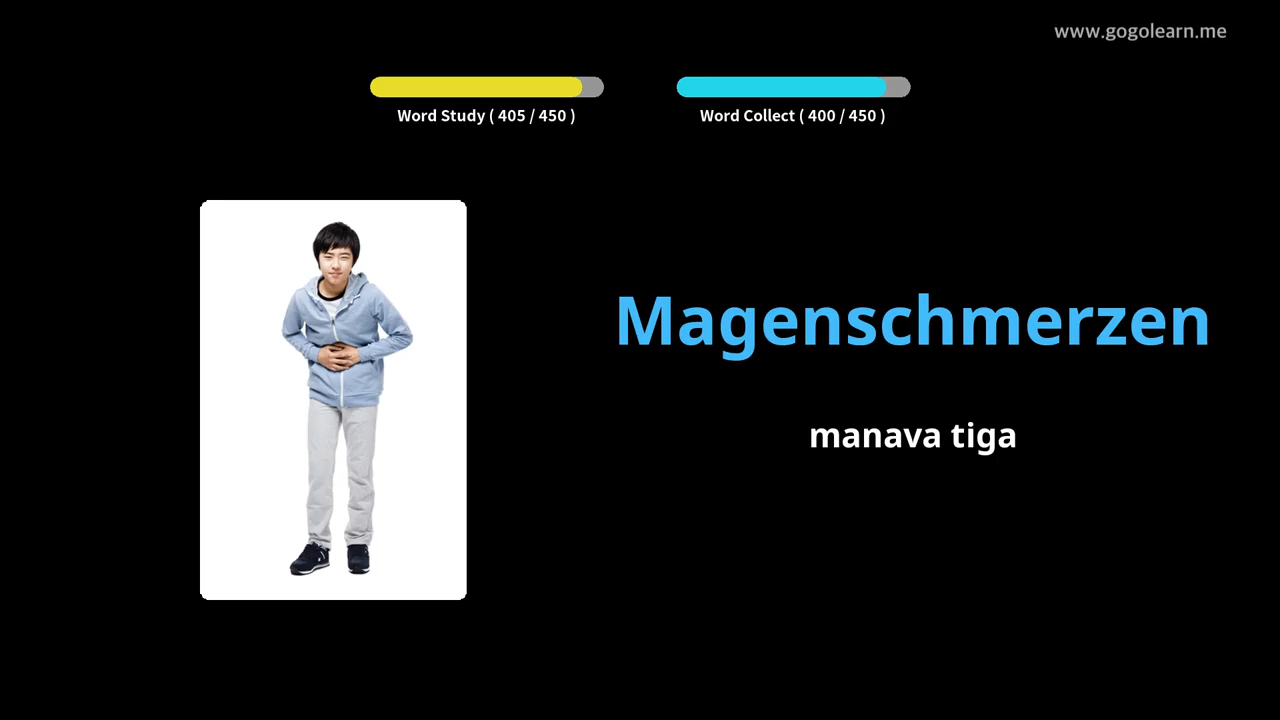 www.gogolearn.me
Word Study ( 405 / 450 )
Word Collect ( 400 / 450 )
Magenschmerzen
manava tiga